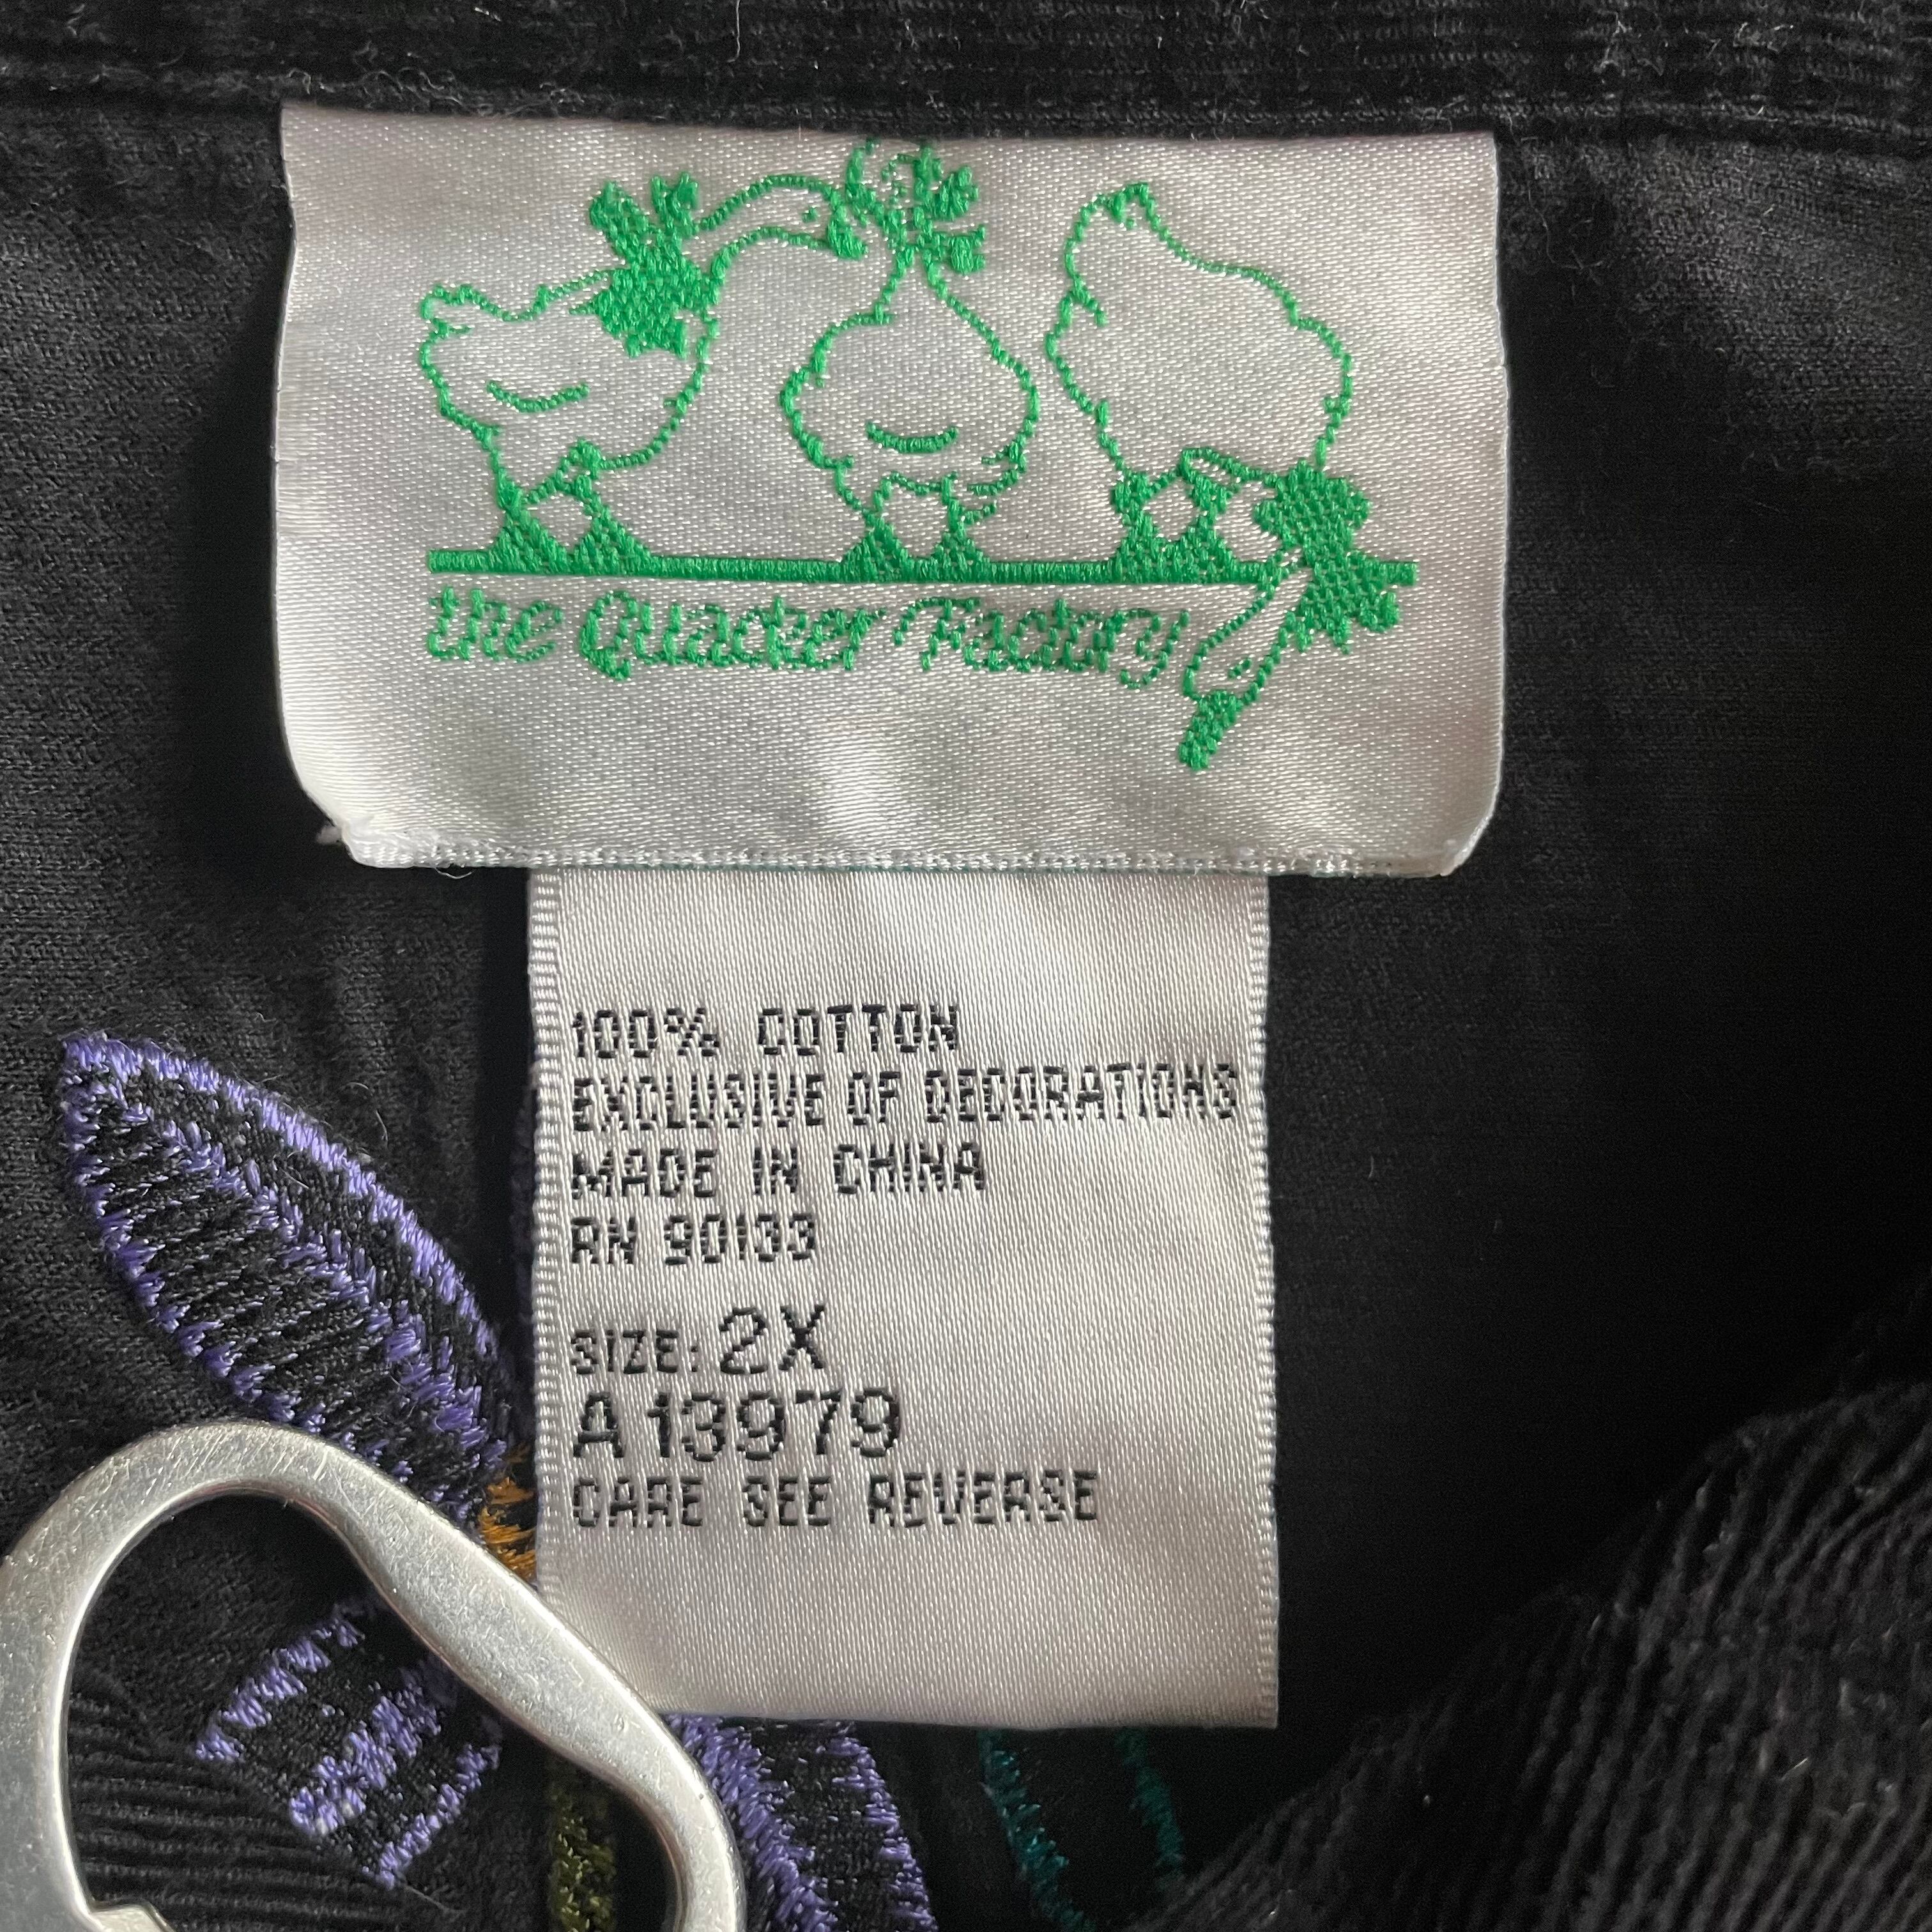 the Quacker Factory
100% COTTON
EXCLUSIVE OF DECORATIONS
MADE IN CHINA
RN 90133
SIZE: 2X
A13979
CARE SEE REVERSE